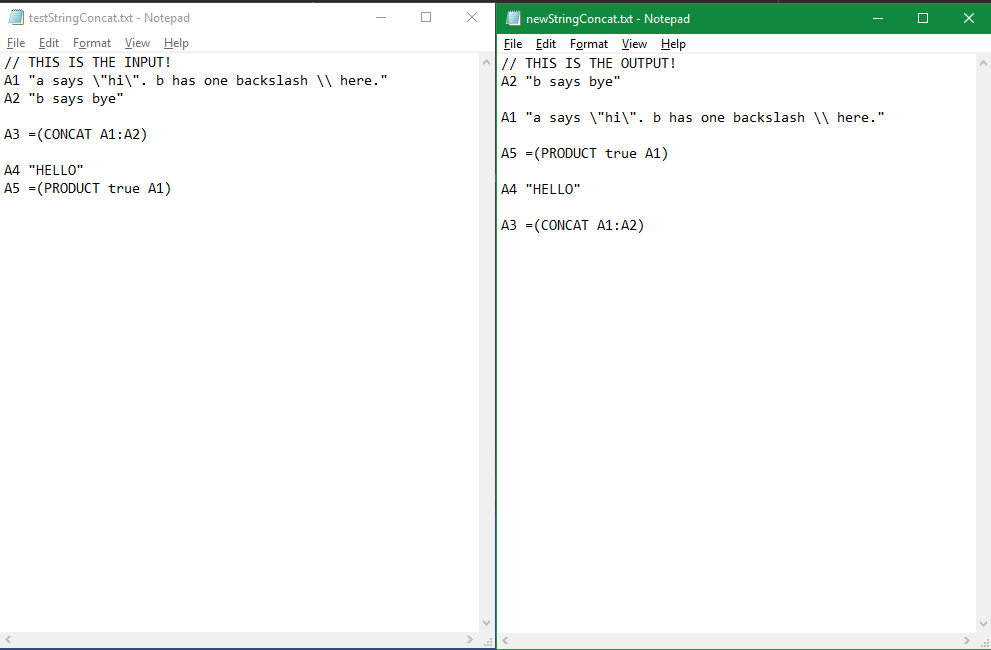 testStringConcat.txt - Notepad
File Edit Format View Help
// THIS IS THE INPUT!
A1 "a says \"hi\". b has one backslash \\ here."
A2 "b says bye"
A3 =(CONCAT A1:A2)
A4 "HELLO"
A5 =(PRODUCT true A1)
newStringConcat.txt - Notepad
File Edit Format View Help
// THIS IS THE OUTPUT!
A2 "b says bye"
A1 "a says \"hi\". b has one backslash \\ here."
A5 =(PRODUCT true A1)
A4 "HELLO"
A3 =(CONCAT A1:A2)